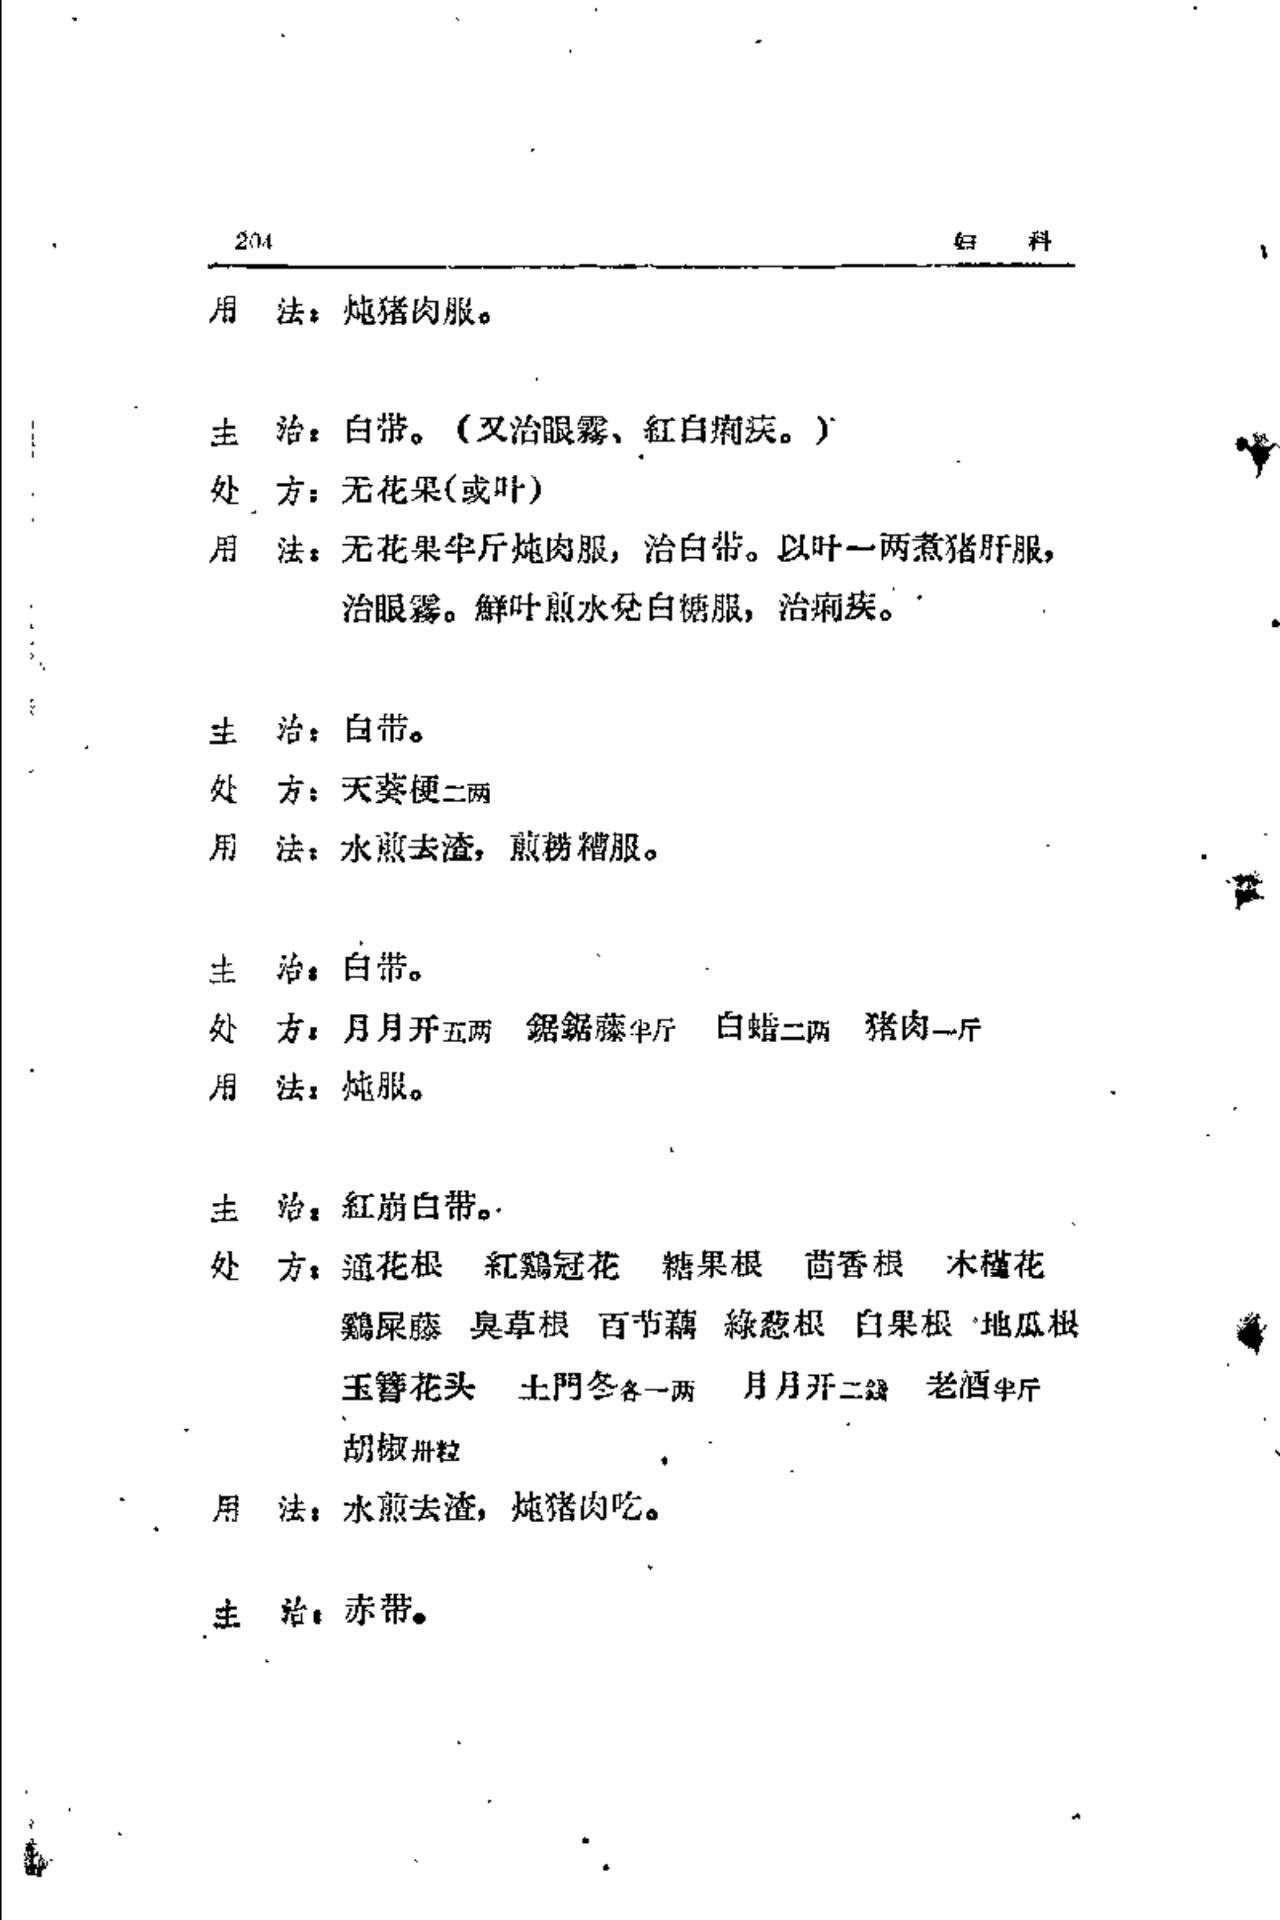 204 妇 科
用 法：炖猪肉服。
主 治：白带。（又治眼霧、紅白痢疾。）
处 方：无花果（或叶）
用 法：无花果半斤炖肉服，治白带。以叶一两煮猪肝服，
治眼霧。鮮叶煎水兌白糖服，治痢疾。
主 治：白带。
处 方：天葵梗二两
用 法：水煎去渣，煎醪糟服。
主 治：白带。
处 方：月月开五两 鋸鋸藤半斤 白蜡二两 猪肉一斤
用 法：炖服。
主 治：紅崩白带。
处 方：通花根 紅鷄冠花 糖果根 茴香根 木槿花
鷄屎藤 臭草根 百节藕 綠葱根 白果根 地瓜根
玉簪花头 土門冬各一两 月月开二錢 老酒半斤
胡椒卅粒
用 法：水煎去渣，炖猪肉吃。
主 治：赤带。